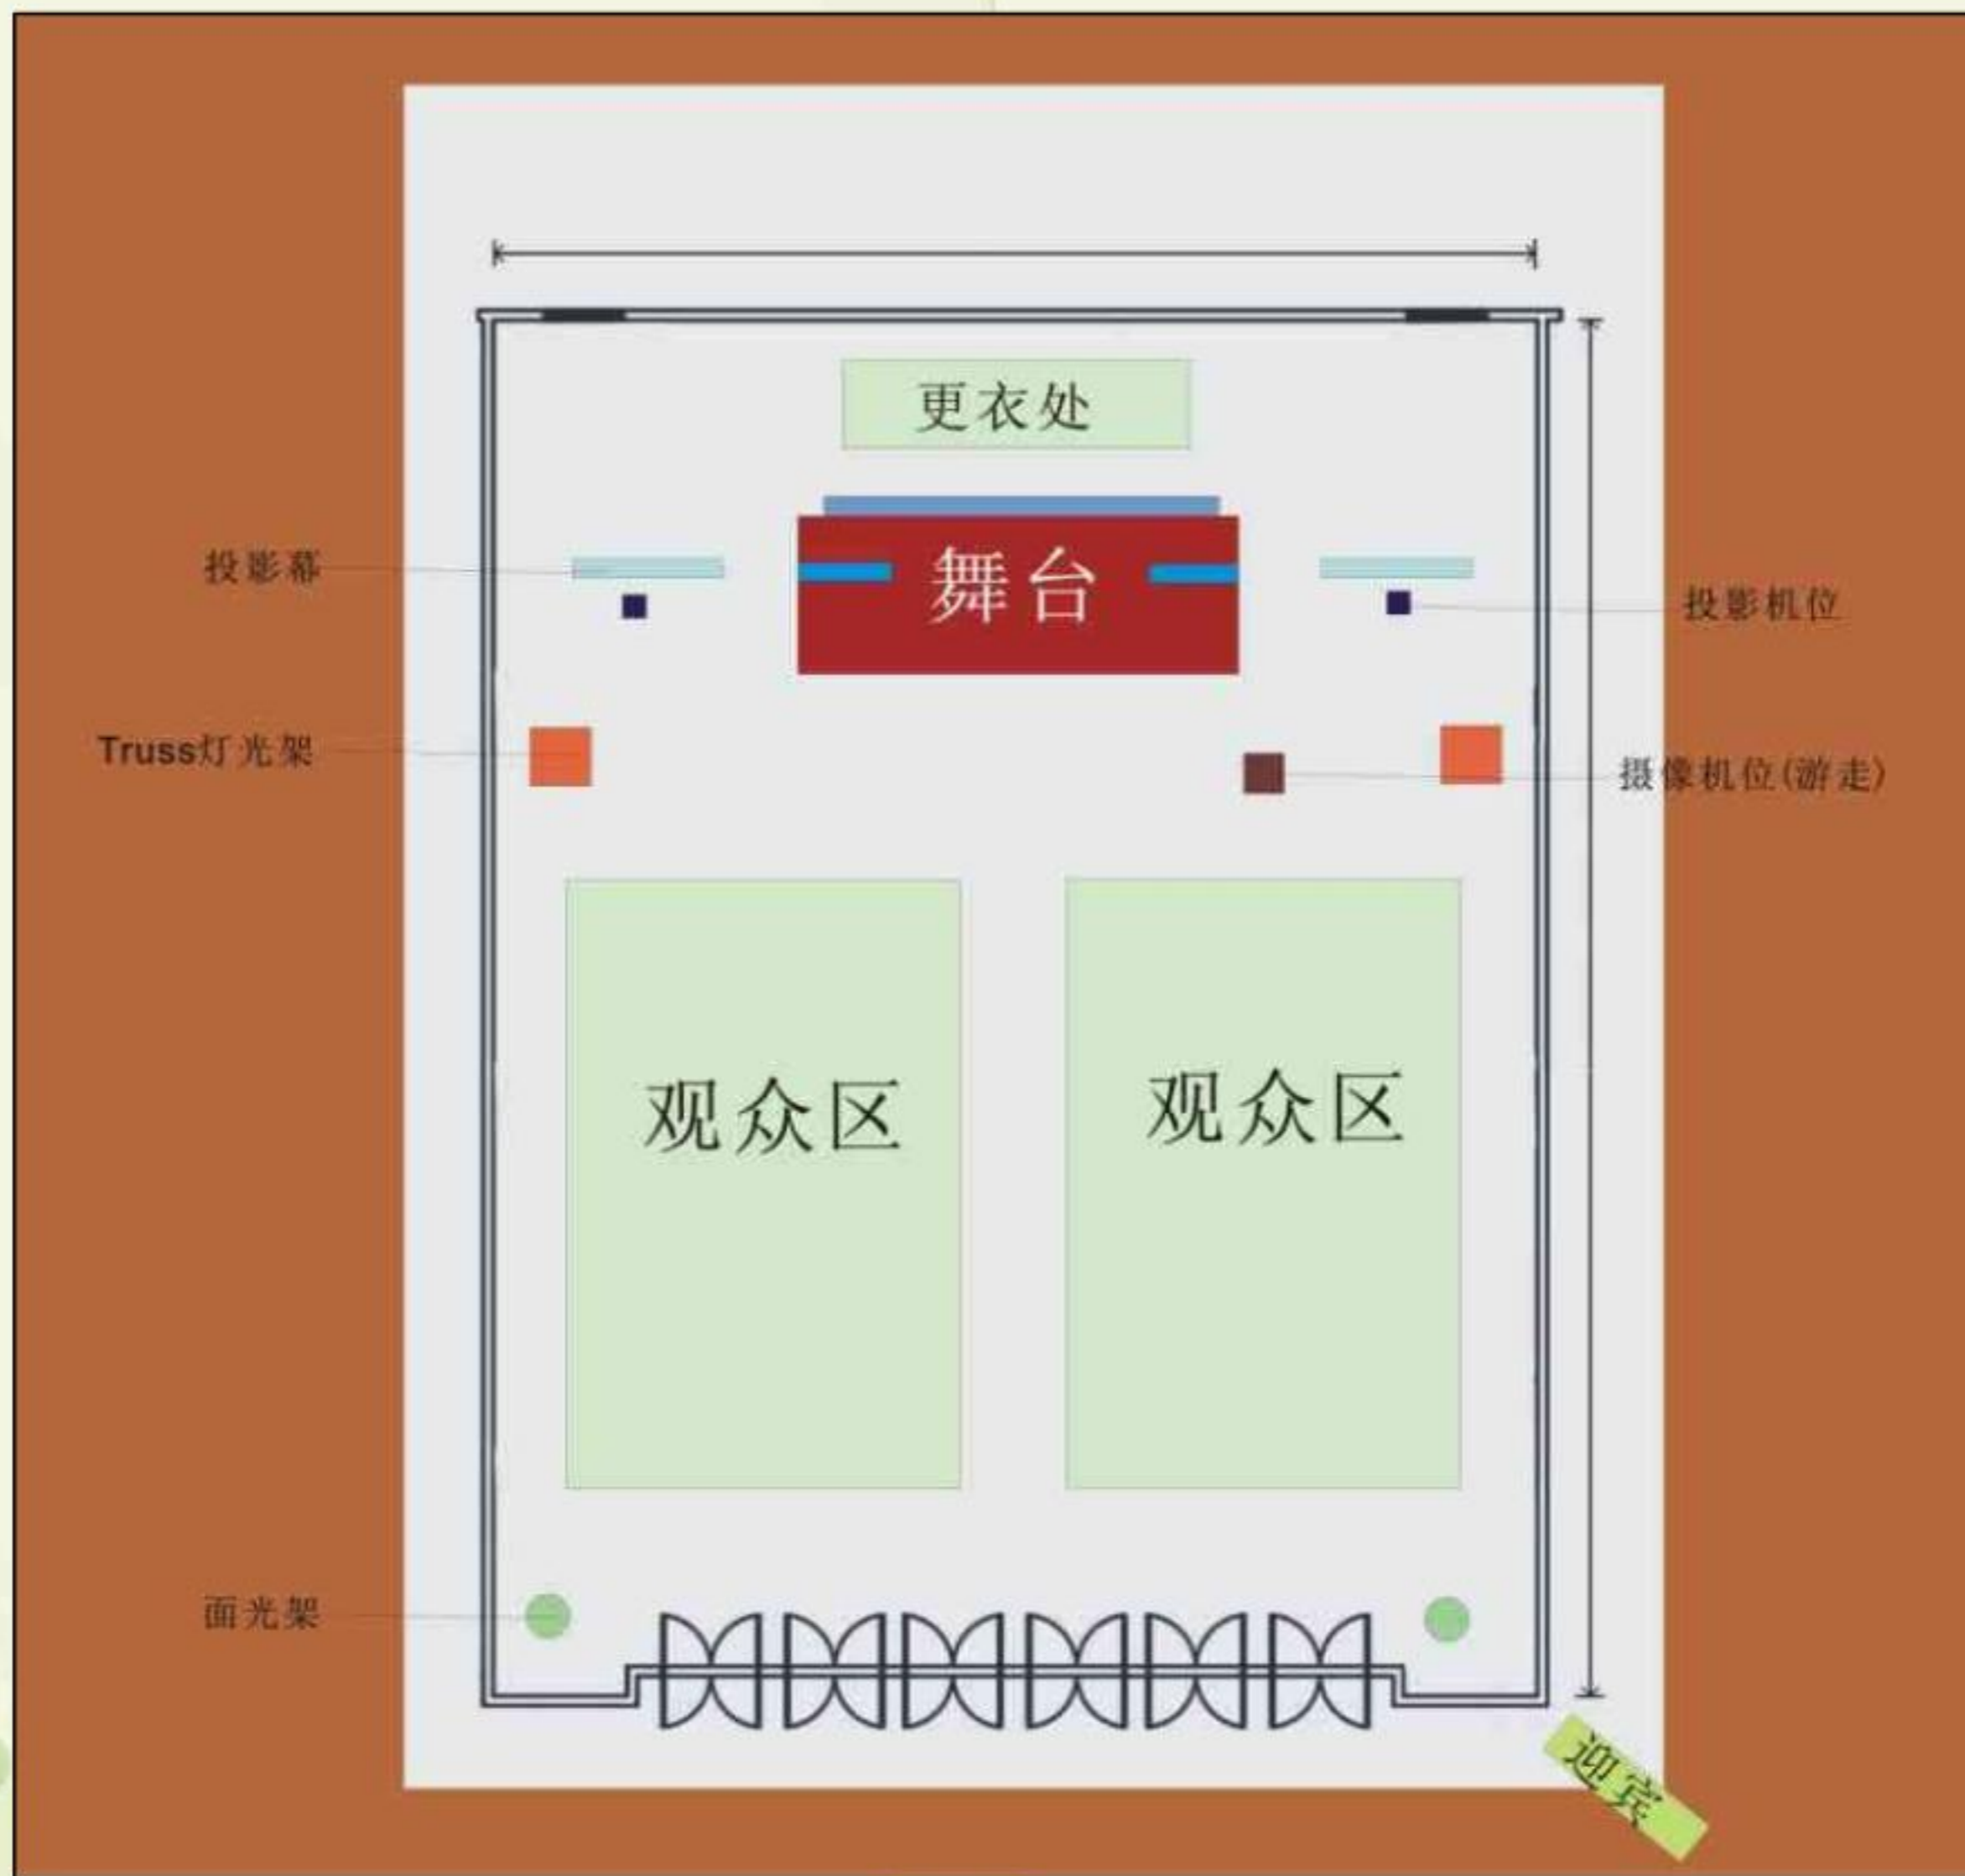 更衣处
舞台
投影幕
投影机位
Truss灯光架
摄像机位(游走)
观众区
观众区
面光架
迎宾